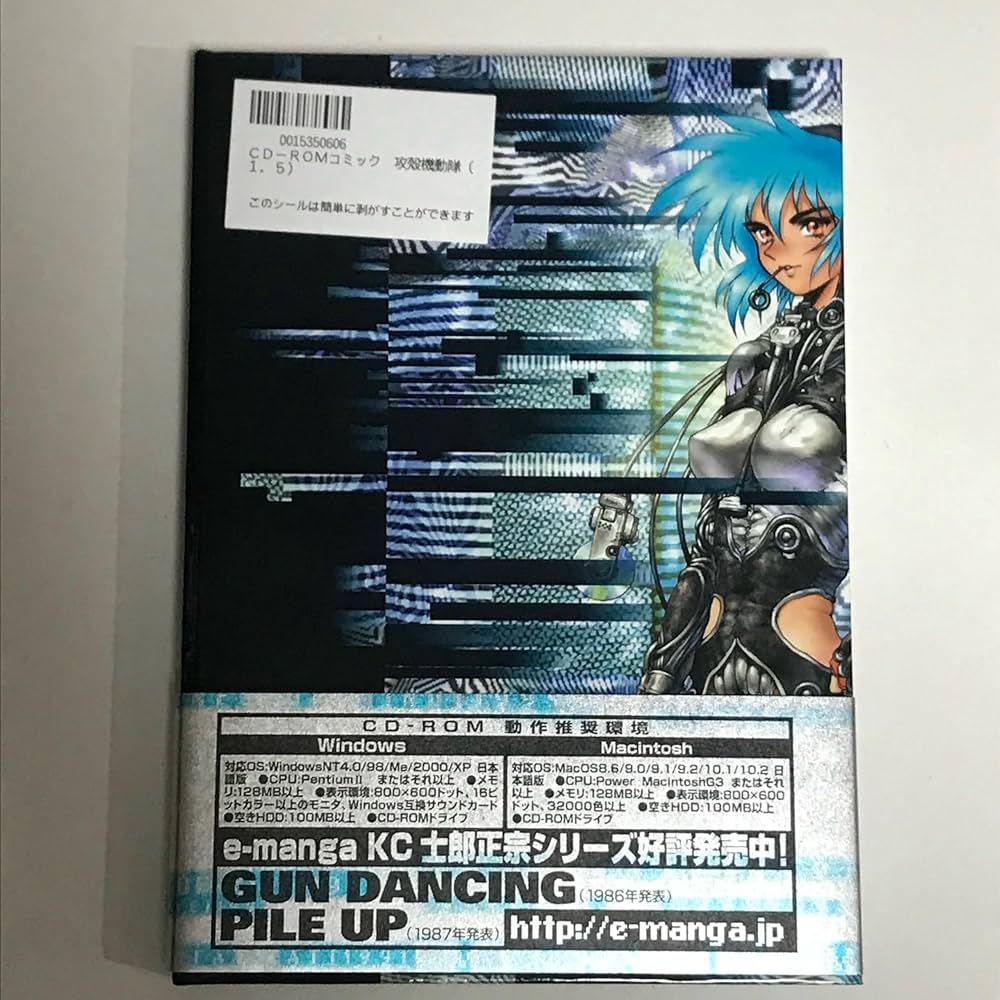 0015350606
CD-ROMコミック 攻殻機動隊(
1.5)
このシールは簡単に剥がすことができます
CD-ROM 動作推奨環境
Windows
対応OS:WindowsNT4.0/98/Me/2000/XP 日本
語版 ●CPU:PentiumⅡ またはそれ以上 ●メモ
リ:128MB以上 ●表示環境:800×600ドット、16ビ
ットカラー以上のモニタ、Windows互換サウンドカード
●空きHDD:100MB以上 ●CD-ROMドライブ
Macintosh
対応OS:MacOS8.6/9.0/9.1/9.2/10.1/10.2 日
本語版 ●CPU:Power MacintoshG3 またはそれ
以上 ●メモリ:128MB以上 ●表示環境:800×600
ドット、32000色以上 ●空きHDD:100MB以上
●CD-ROMドライブ
e-manga KC 士郎正宗シリーズ好評発売中!
GUN DANCING(1986年発表)
PILE UP(1987年発表) http://e-manga.jp